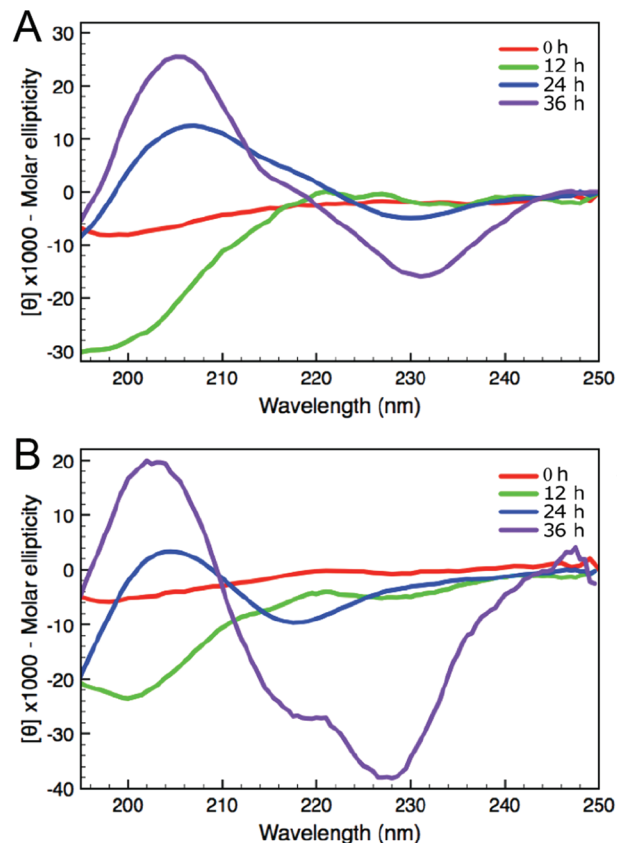 A
30
20
10
0
-10
-20
-30
[θ] x1000 - Molar ellipticity
0 h
12 h
24 h
36 h
200 210 220 230 240 250
Wavelength (nm)
B
20
10
0
-10
-20
-30
-40
[θ] x1000 - Molar ellipticity
0 h
12 h
24 h
36 h
200 210 220 230 240 250
Wavelength (nm)